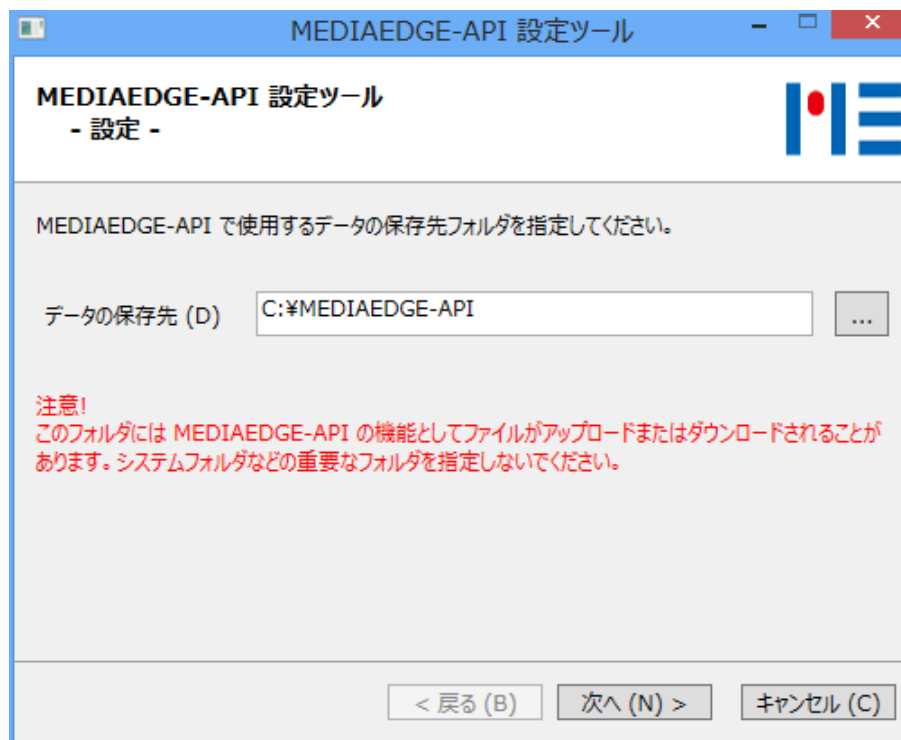 MEDIAEDGE-API 設定ツール
MEDIAEDGE-API 設定ツール
- 設定 -
MEDIAEDGE-API で使用するデータの保存先フォルダを指定してください。
データの保存先 (D)
C:¥MEDIAEDGE-API
...
注意!
このフォルダには MEDIAEDGE-API の機能としてファイルがアップロードまたはダウンロードされることが
あります。システムフォルダなどの重要なフォルダを指定しないでください。
< 戻る (B)
次へ (N) >
キャンセル (C)